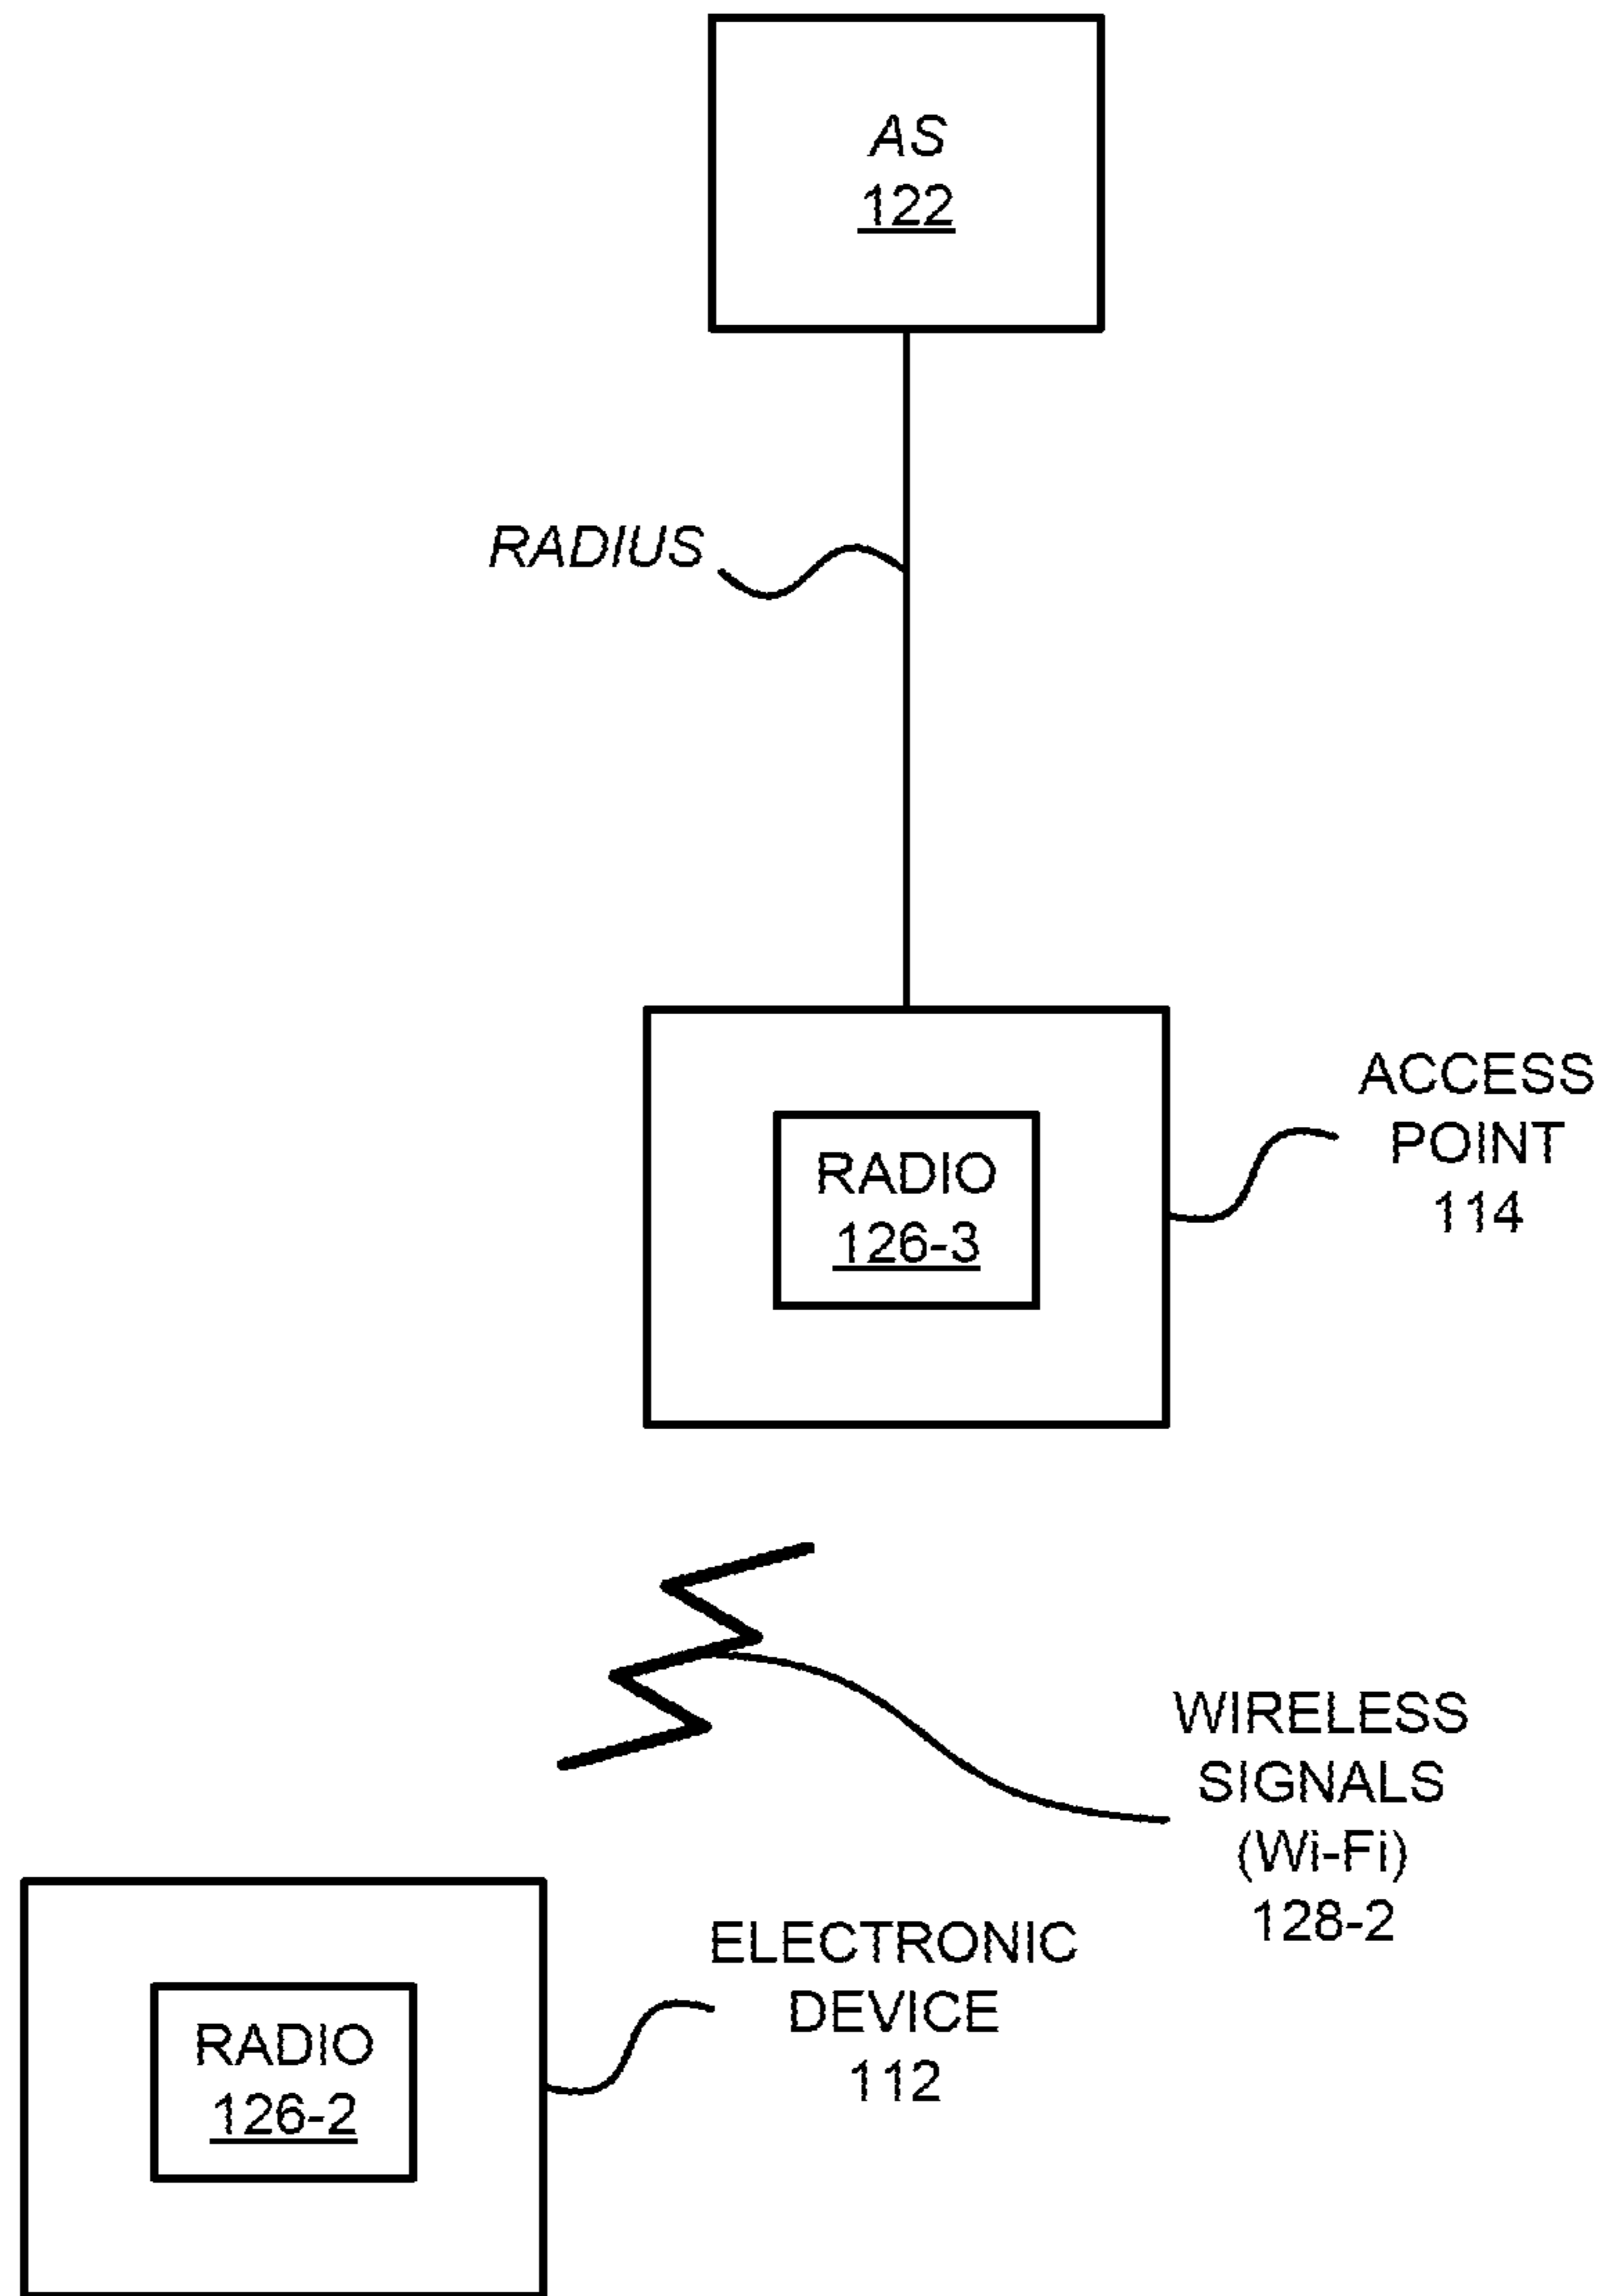 AS
122
RADIUS
ACCESS
POINT
114
RADIO
126-3
WIRELESS
SIGNALS
(Wi-Fi)
128-2
ELECTRONIC
DEVICE
112
RADIO
126-2